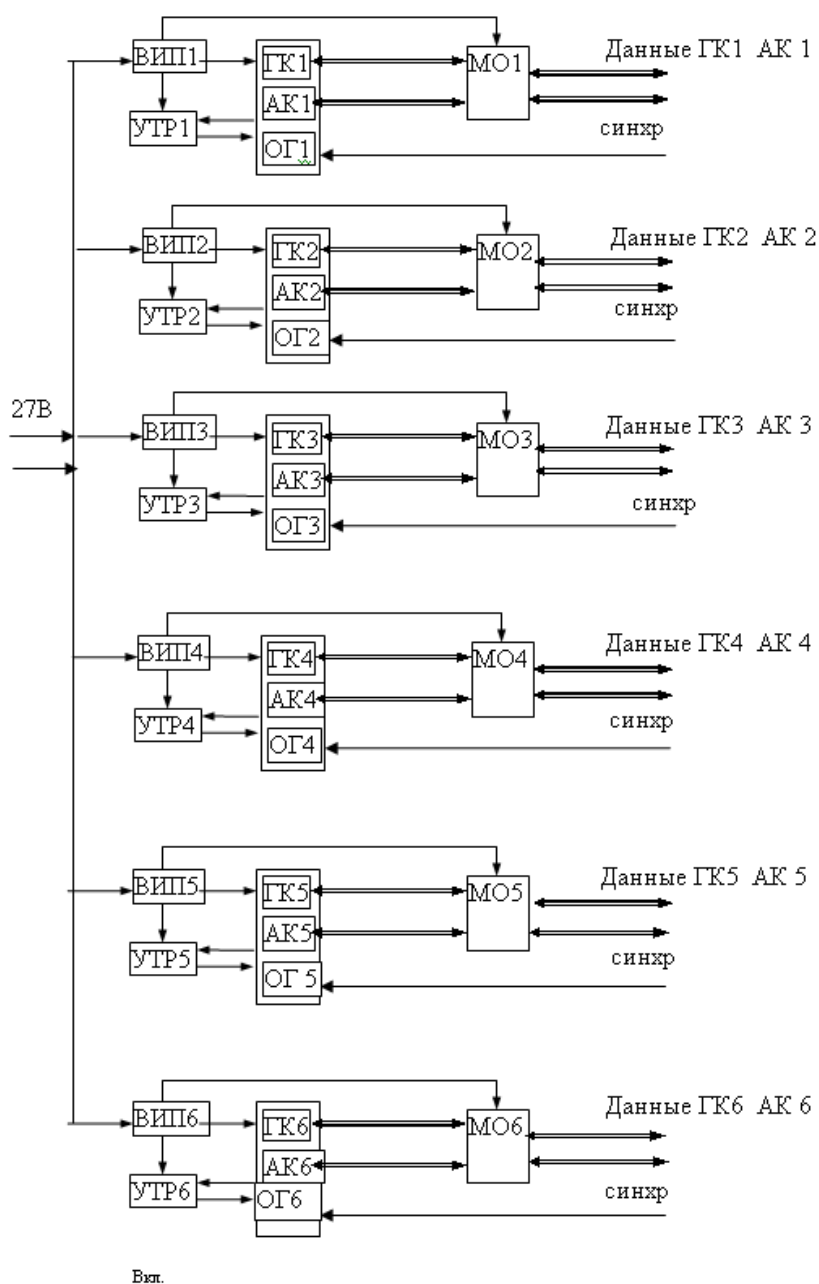 ВИП1 ГК1 МО1 Данные ГК1 АК 1
АК1
УТР1
ОГ1
синхр
ВИП2 ГК2 МО2 Данные ГК2 АК 2
АК2
УТР2
ОГ2
синхр
27В
ВИП3 ГК3 МО3 Данные ГК3 АК 3
АК3
УТР3
ОГ3
синхр
ВИП4 ГК4 МО4 Данные ГК4 АК 4
АК4
УТР4
ОГ4
синхр
ВИП5 ГК5 МО5 Данные ГК5 АК 5
АК5
УТР5
ОГ 5
синхр
ВИП6 ГК6 МО6 Данные ГК6 АК 6
АК6
УТР6
ОГ6
синхр
Вкл.